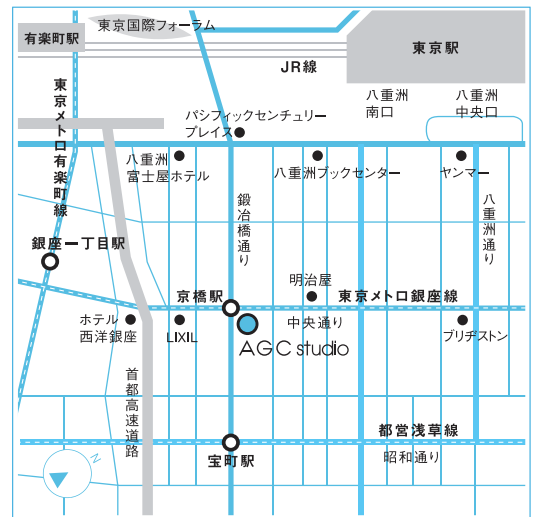 東京国際フォーラム
有楽町駅
東京駅
JR線
八重洲
南口
八重洲
中央口
東京メトロ有楽町線
パシフィックセンチュリー
プレイス
八重洲
富士屋ホテル
八重洲ブックセンター
ヤンマー
鍛冶橋通り
八重洲通り
銀座一丁目駅
明治屋
京橋駅
東京メトロ銀座線
ホテル
西洋銀座
LIXIL
中央通り
ブリヂストン
AGC studio
首都高速道路
都営浅草線
昭和通り
宝町駅
N